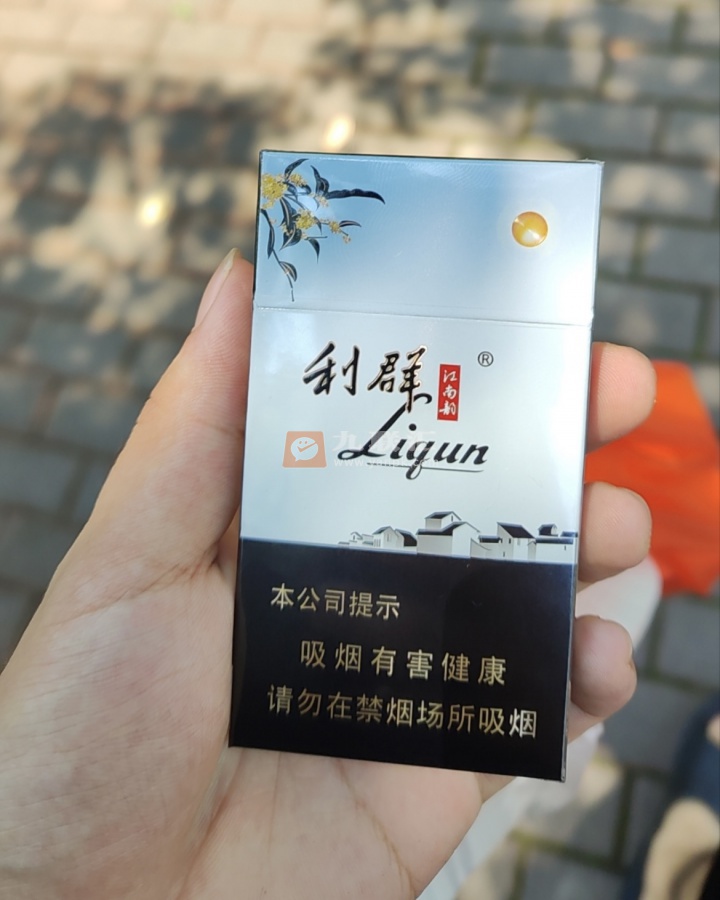 利群
江南韵
®
Liqun
本公司提示
吸烟有害健康
请勿在禁烟场所吸烟